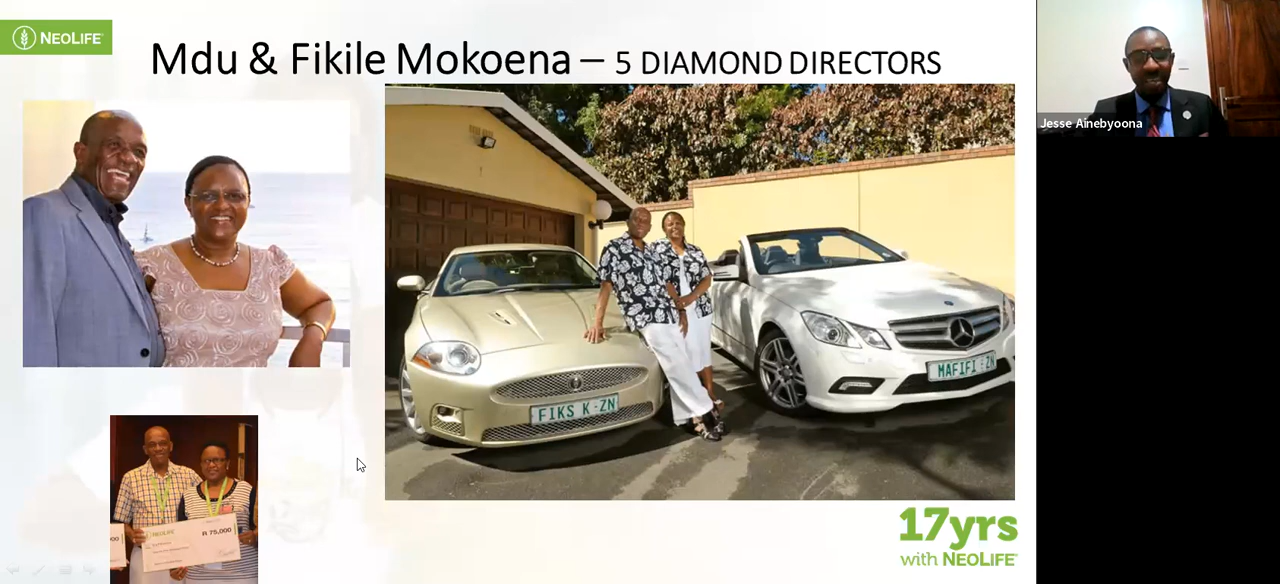 NEOLIFE
Mdu & Fikile Mokoena – 5 DIAMOND DIRECTORS
Jesse Ainebyoona
FIKS K-ZN
MAFIFI ZN
NEOLIFE
R 75,000
17yrs
with NEOLIFE